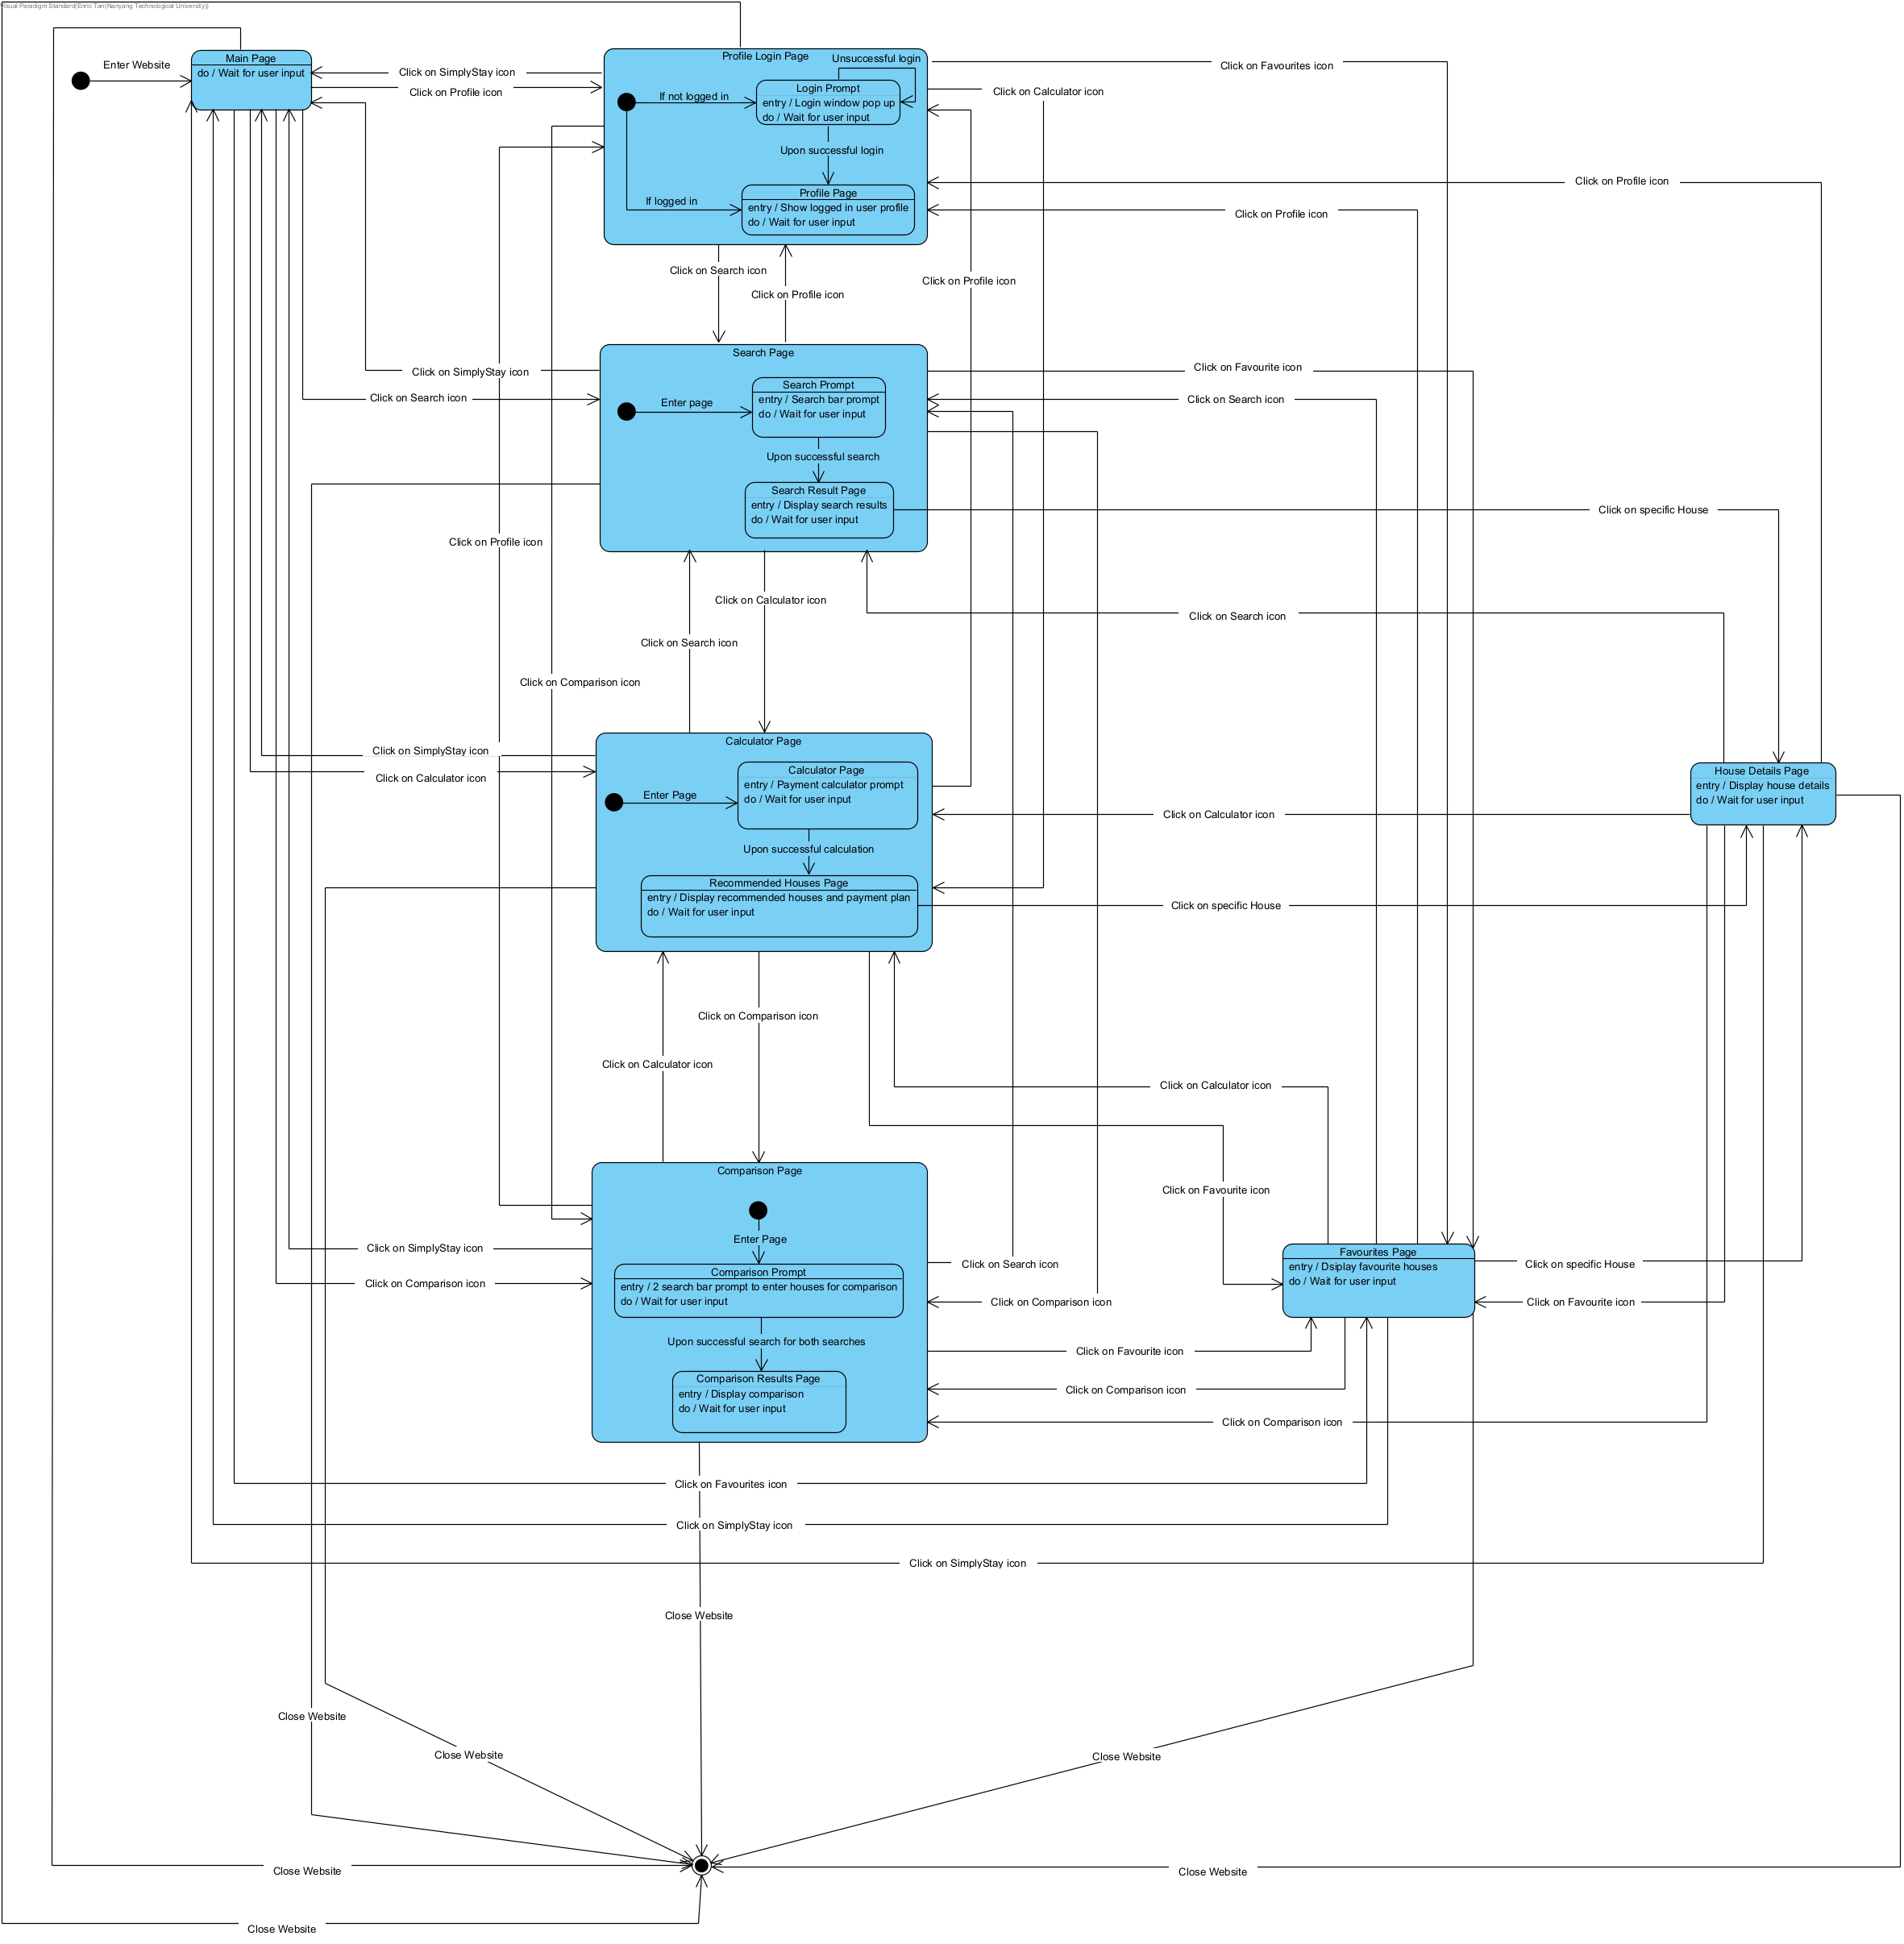 Visual Paradigm Standard(Enric Tan(Nanyang Technological University))
Enter Website
Main Page
do / Wait for user input
Click on SimplyStay icon
Click on Profile icon
Profile Login Page
Unsuccessful login
If not logged in
Login Prompt
entry / Login window pop up
do / Wait for user input
Upon successful login
If logged in
Profile Page
entry / Show logged in user profile
do / Wait for user input
Click on Favourites icon
Click on Calculator icon
Click on Profile icon
Click on Profile icon
Click on Search icon
Click on Profile icon
Click on Profile icon
Search Page
Click on SimplyStay icon
Click on Search icon
Enter page
Search Prompt
entry / Search bar prompt
do / Wait for user input
Upon successful search
Search Result Page
entry / Display search results
do / Wait for user input
Click on Favourite icon
Click on Search icon
Click on specific House
Click on Profile icon
Click on Calculator icon
Click on Search icon
Click on Search icon
Click on Comparison icon
Calculator Page
Click on SimplyStay icon
Click on Calculator icon
Enter Page
Calculator Page
entry / Payment calculator prompt
do / Wait for user input
Upon successful calculation
Recommended Houses Page
entry / Display recommended houses and payment plan
do / Wait for user input
House Details Page
entry / Display house details
do / Wait for user input
Click on Calculator icon
Click on specific House
Click on Comparison icon
Click on Calculator icon
Click on Calculator icon
Click on Favourite icon
Comparison Page
Enter Page
Comparison Prompt
entry / 2 search bar prompt to enter houses for comparison
do / Wait for user input
Upon successful search for both searches
Comparison Results Page
entry / Display comparison
do / Wait for user input
Click on SimplyStay icon
Click on Comparison icon
Click on Search icon
Click on Comparison icon
Favourites Page
entry / Dsiplay favourite houses
do / Wait for user input
Click on specific House
Click on Favourite icon
Click on Favourite icon
Click on Comparison icon
Click on Comparison icon
Click on Favourites icon
Click on SimplyStay icon
Click on SimplyStay icon
Close Website
Close Website
Close Website
Close Website
Close Website
Close Website
Close Website